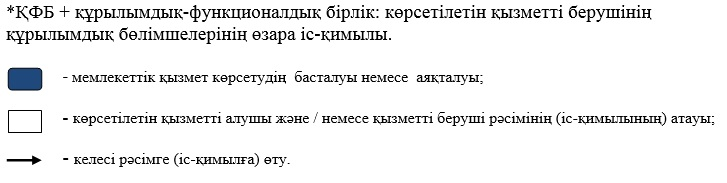 *ҚФБ + құрылымдық-функционалдық бірлік: көрсетілетін қызметті берушінің
құрылымдық бөлімшелерінің өзара іс-қимылы.
- мемлекеттік қызмет көрсетудің басталуы немесе аяқталуы;
- көрсетілетін қызметті алушы және / немесе қызметті беруші рәсімінің (іс-қимылының) атауы;
- келесі рәсімге (іс-қимылға) өту.